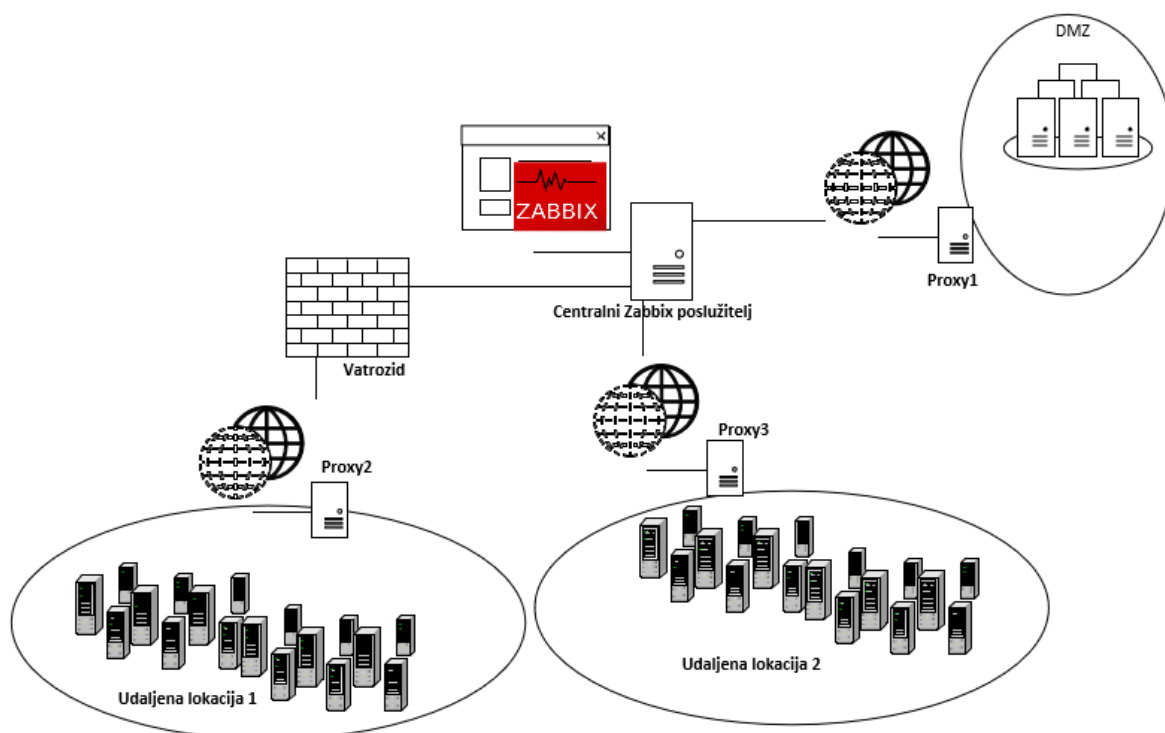 DMZ
ZABBIX
Proxy1
Centralni Zabbix poslužitelj
Vatrozid
Proxy3
Proxy2
Udaljena lokacija 2
Udaljena lokacija 1